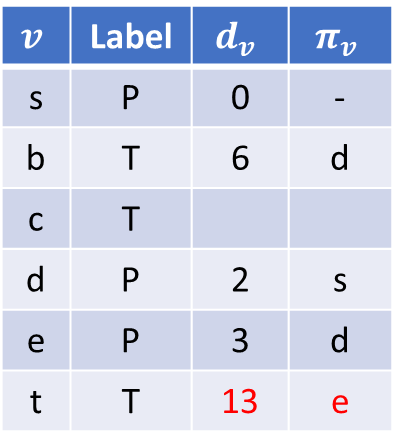 v Label d_v π_v
s P 0 -
b T 6 d
c T
d P 2 s
e P 3 d
t T 13 e